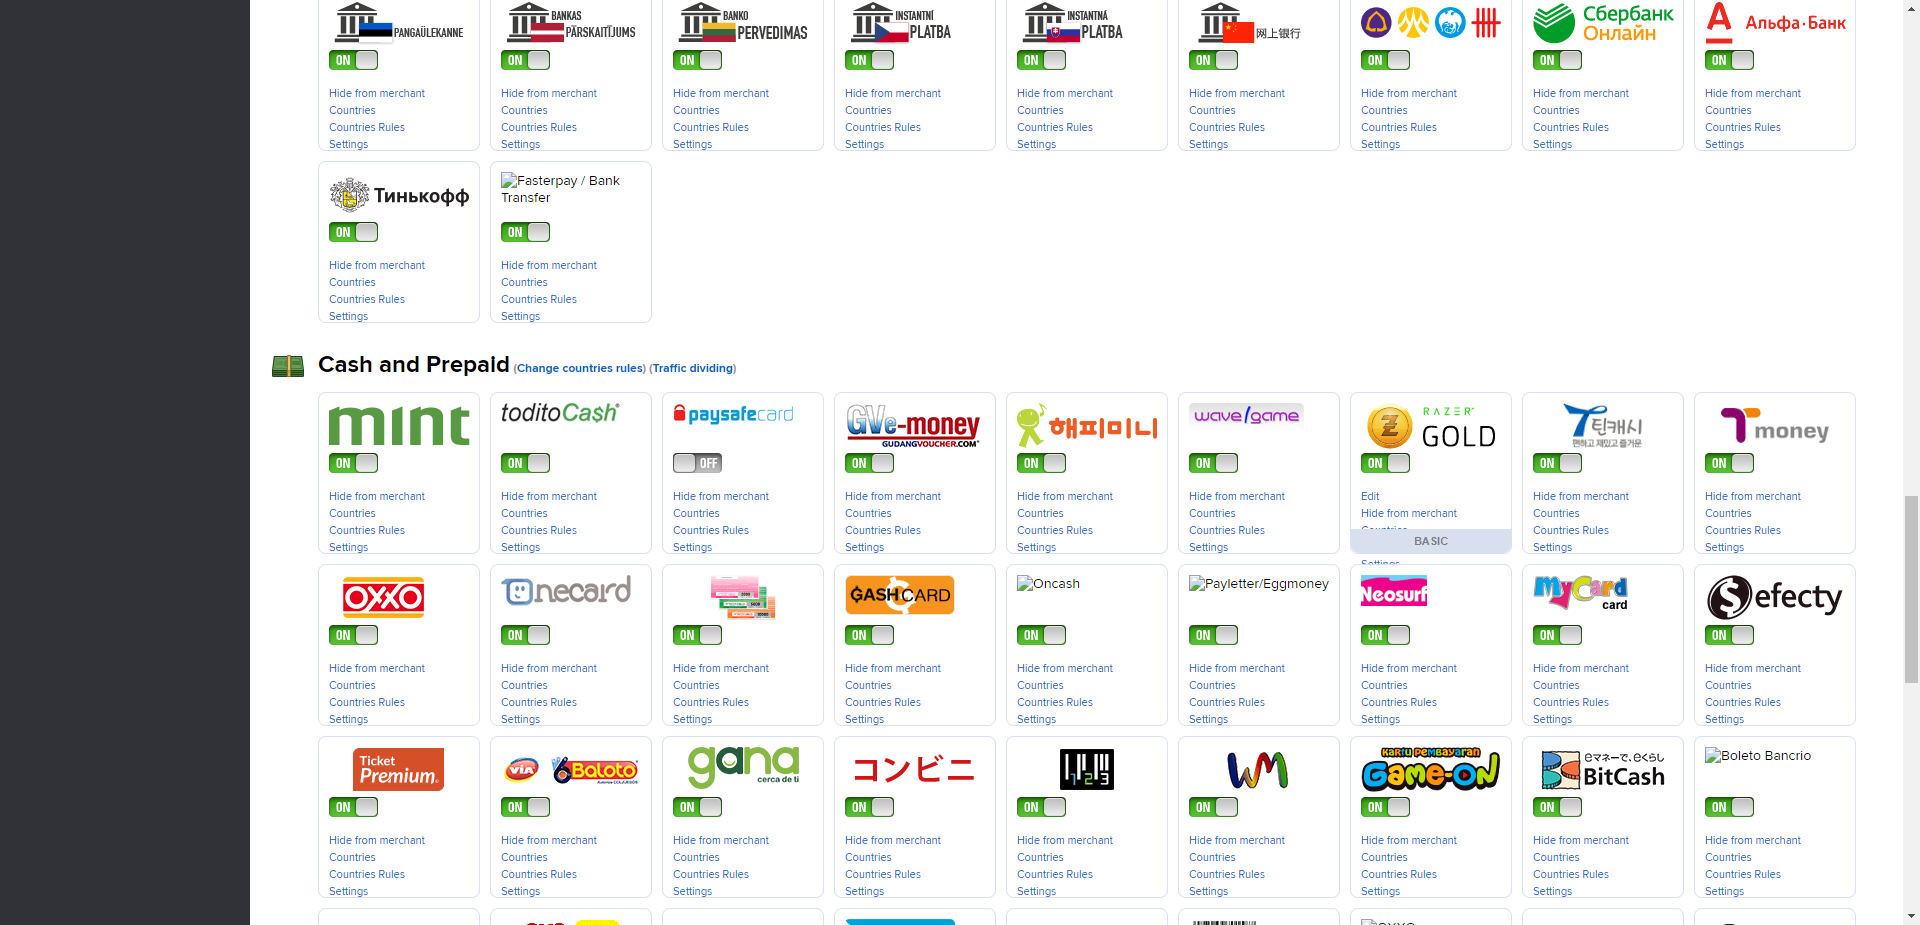 PANGAÜLEKANNE
BANKAS
PĀRSKAITĪJUMS
BANKO
PERVEDIMAS
INSTANTNÍ
PLATBA
INSTANTNÁ
PLATBA
网上银行
Сбербанк
Онлайн
Альфа·Банк
ON ON ON ON ON ON ON ON ON
Hide from merchant Hide from merchant Hide from merchant Hide from merchant Hide from merchant Hide from merchant Hide from merchant Hide from merchant Hide from merchant
Countries Countries Countries Countries Countries Countries Countries Countries Countries
Countries Rules Countries Rules Countries Rules Countries Rules Countries Rules Countries Rules Countries Rules Countries Rules Countries Rules
Settings Settings Settings Settings Settings Settings Settings Settings Settings
Тинькофф
Fasterpay / Bank
Transfer
ON ON
Hide from merchant Hide from merchant
Countries Countries
Countries Rules Countries Rules
Settings Settings
Cash and Prepaid (Change countries rules) (Traffic dividing)
mint
toditoCa$h
paysafecard
GVe-money
GUDANGVOUCHER.COM
해피머니
wave/game
RAZER
GOLD
틴캐시
편하고 재밌고 즐거운
T money
ON ON OFF ON ON ON ON ON ON
Hide from merchant Hide from merchant Hide from merchant Hide from merchant Hide from merchant Hide from merchant Edit Hide from merchant Hide from merchant
Countries Countries Countries Countries Countries Countries Hide from merchant Countries Countries
Countries Rules Countries Rules Countries Rules Countries Rules Countries Rules Countries Rules Countries Countries Rules Countries Rules
Settings Settings Settings Settings Settings Settings BASIC Settings Settings
Settings
OXXO
Onecard
GASH CARD
Oncash
Payletter/Eggmoney
Neosurf
MyCard
card
$ efecty
ON ON ON ON ON ON ON ON ON
Hide from merchant Hide from merchant Hide from merchant Hide from merchant Hide from merchant Hide from merchant Hide from merchant Hide from merchant Hide from merchant
Countries Countries Countries Countries Countries Countries Countries Countries Countries
Countries Rules Countries Rules Countries Rules Countries Rules Countries Rules Countries Rules Countries Rules Countries Rules Countries Rules
Settings Settings Settings Settings Settings Settings Settings Settings Settings
Ticket
Premium
VIA Baloto
gana
cerca de ti
コンビニ
123
WM
KARTU PEMBAYARAN
GAME-ON
eマネーで、eくらし
BitCash
Boleto Bancrio
ON ON ON ON ON ON ON ON ON
Hide from merchant Hide from merchant Hide from merchant Hide from merchant Hide from merchant Hide from merchant Hide from merchant Hide from merchant Hide from merchant
Countries Countries Countries Countries Countries Countries Countries Countries Countries
Countries Rules Countries Rules Countries Rules Countries Rules Countries Rules Countries Rules Countries Rules Countries Rules Countries Rules
Settings Settings Settings Settings Settings Settings Settings Settings Settings
OXXO